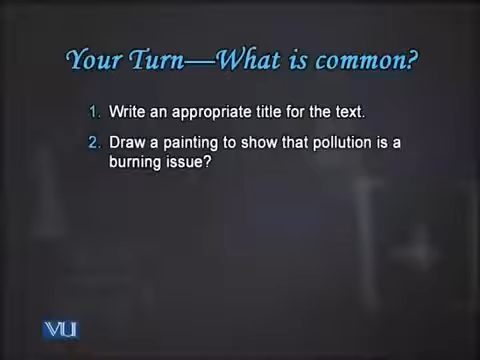 Your Turn—What is common?
1. Write an appropriate title for the text.
2. Draw a painting to show that pollution is a
burning issue?
VU